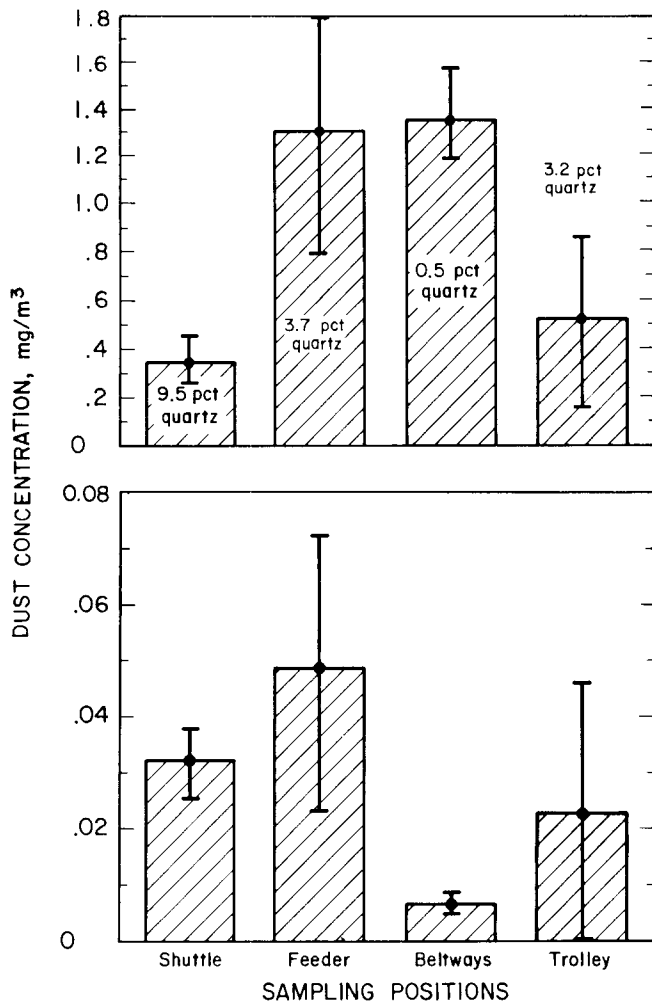 1.8
1.6
1.4
1.2
1.0
.8
.6
.4
.2
0
9.5 pct
quartz
3.7 pct
quartz
0.5 pct
quartz
3.2 pct
quartz
DUST CONCENTRATION, mg/m³
0.08
.06
.04
.02
0
Shuttle Feeder Beltways Trolley
SAMPLING POSITIONS